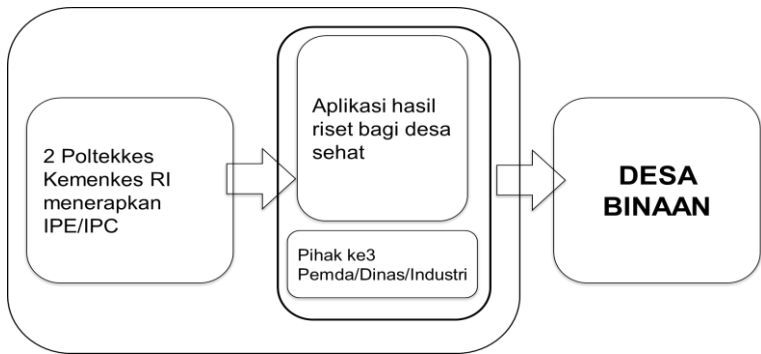 2 Poltekkes
Kemenkes RI
menerapkan
IPE/IPC
Aplikasi hasil
riset bagi desa
sehat
Pihak ke3
Pemda/Dinas/Industri
DESA
BINAAN